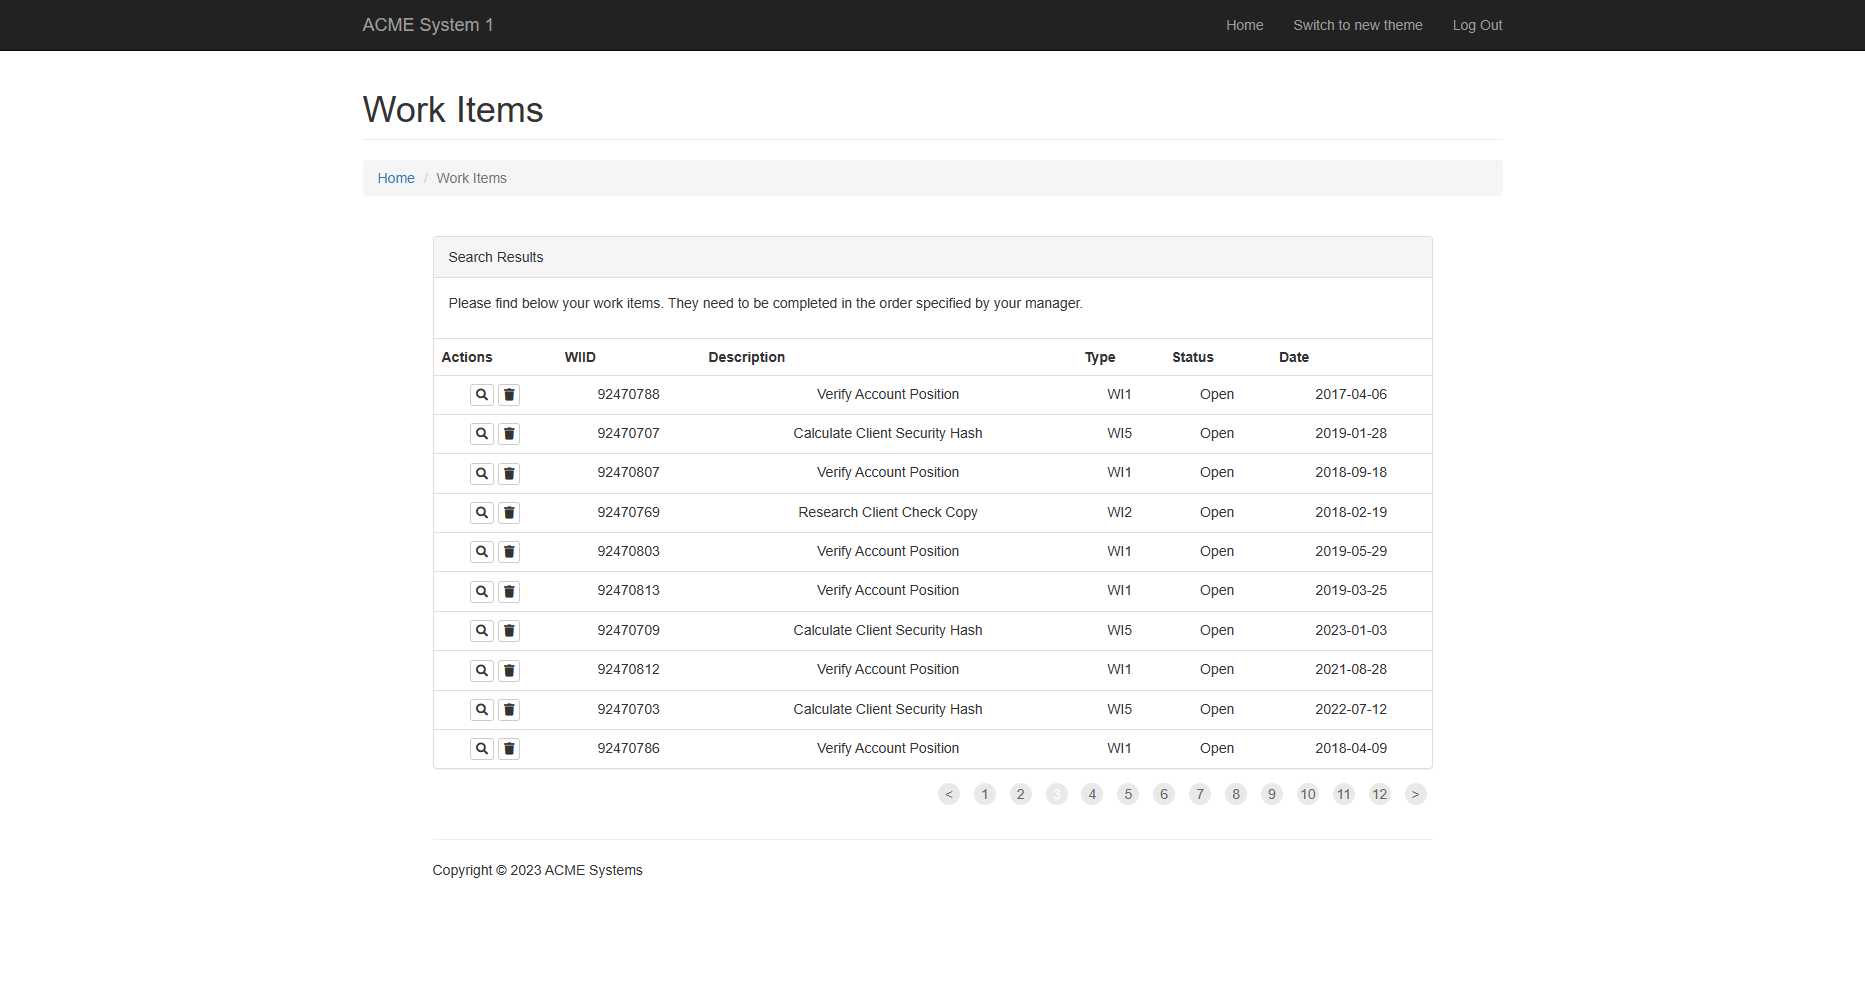 ACME System 1 Home Switch to new theme Log Out
Work Items
Home / Work Items
Search Results
Please find below your work items. They need to be completed in the order specified by your manager.
Actions WIID Description Type Status Date
92470788 Verify Account Position WI1 Open 2017-04-06
92470707 Calculate Client Security Hash WI5 Open 2019-01-28
92470807 Verify Account Position WI1 Open 2018-09-18
92470769 Research Client Check Copy WI2 Open 2018-02-19
92470803 Verify Account Position WI1 Open 2019-05-29
92470813 Verify Account Position WI1 Open 2019-03-25
92470709 Calculate Client Security Hash WI5 Open 2023-01-03
92470812 Verify Account Position WI1 Open 2021-08-28
92470703 Calculate Client Security Hash WI5 Open 2022-07-12
92470786 Verify Account Position WI1 Open 2018-04-09
< 1 2 3 4 5 6 7 8 9 10 11 12 >
Copyright © 2023 ACME Systems